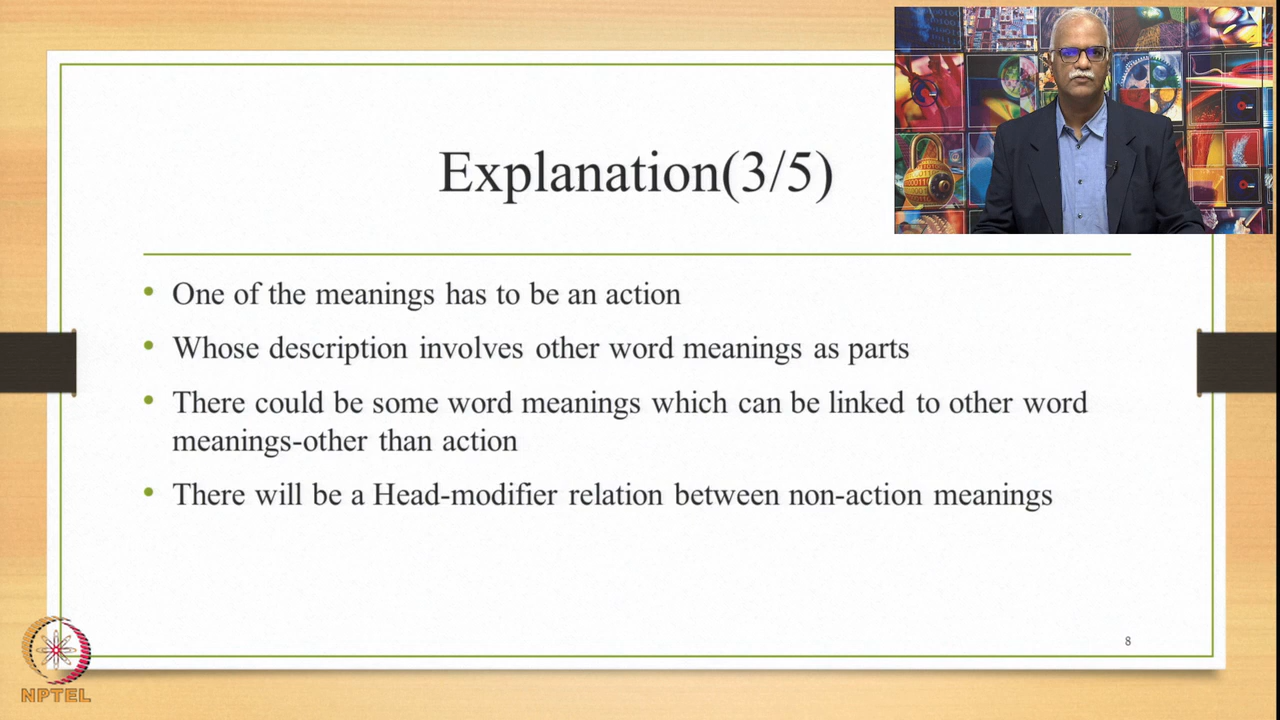 Explanation(3/5)
• One of the meanings has to be an action
• Whose description involves other word meanings as parts
• There could be some word meanings which can be linked to other word
meanings-other than action
• There will be a Head-modifier relation between non-action meanings
8
NPTEL